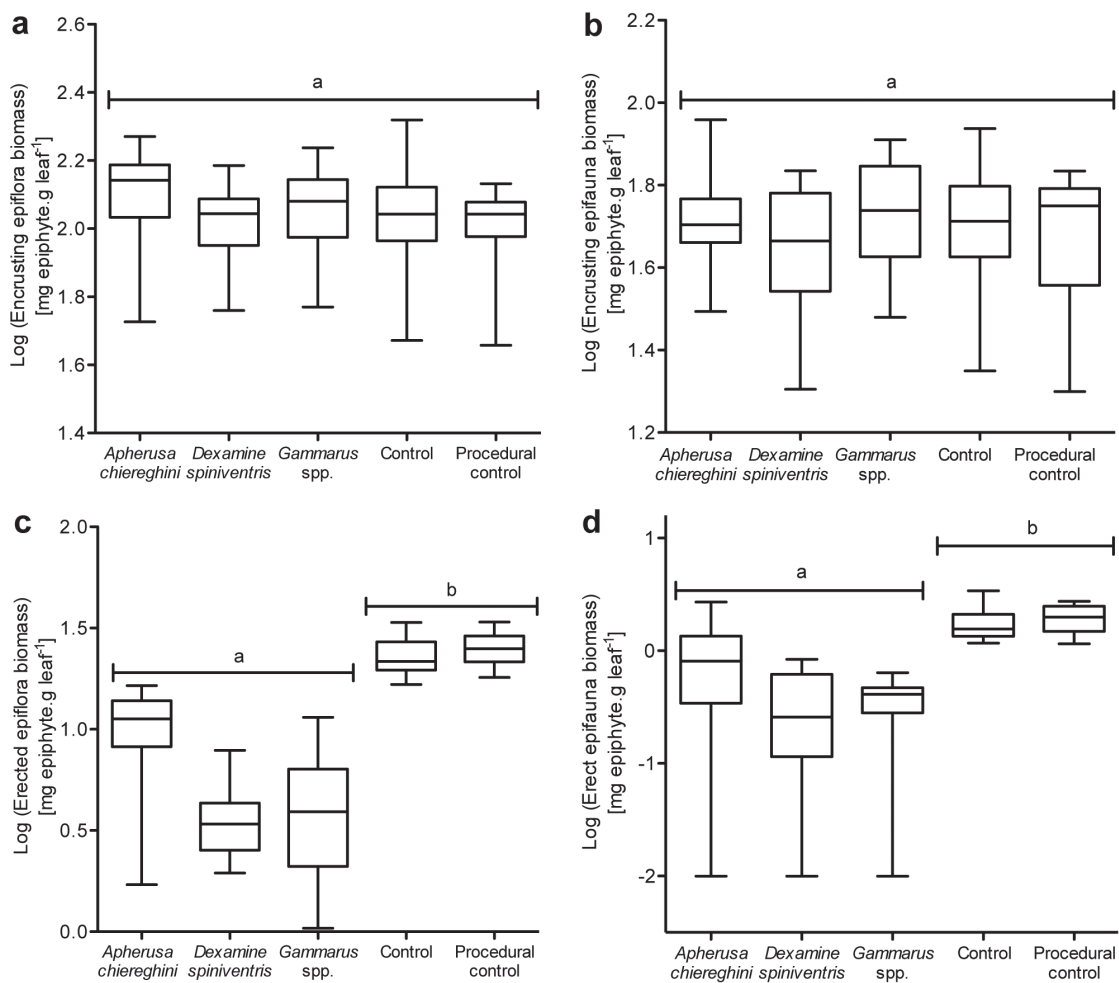 a
Log (Encrusting epiflora biomass)
[mg epiphyte.g leaf⁻¹]
2.6
2.4
2.2
2.0
1.8
1.6
1.4
a
Apherusa chiereghini
Dexamine spiniventris
Gammarus spp.
Control
Procedural control
b
Log (Encrusting epifauna biomass)
[mg epiphyte.g leaf⁻¹]
2.2
2.0
1.8
1.6
1.4
1.2
a
Apherusa chiereghini
Dexamine spiniventris
Gammarus spp.
Control
Procedural control
c
Log (Erected epiflora biomass)
[mg epiphyte.g leaf⁻¹]
2.0
1.5
1.0
0.5
0.0
a
b
Apherusa chiereghini
Dexamine spiniventris
Gammarus spp.
Control
Procedural control
d
Log (Erect epifauna biomass)
[mg epiphyte.g leaf⁻¹]
1
0
-1
-2
a
b
Apherusa chiereghini
Dexamine spiniventris
Gammarus spp.
Control
Procedural control